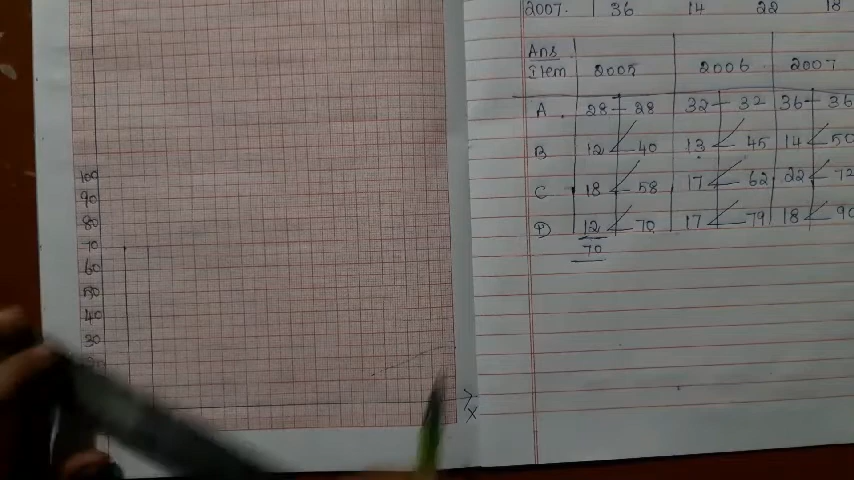 100
90
80
70
60
50
40
30
X
2007. 36 14 22 18
Ans
Item 2005 2006 2007
A 28 28 32 32 36 36
B 12 40 13 45 14 50
C 18 58 17 62 22 72
D 12 70 17 79 18 90
70